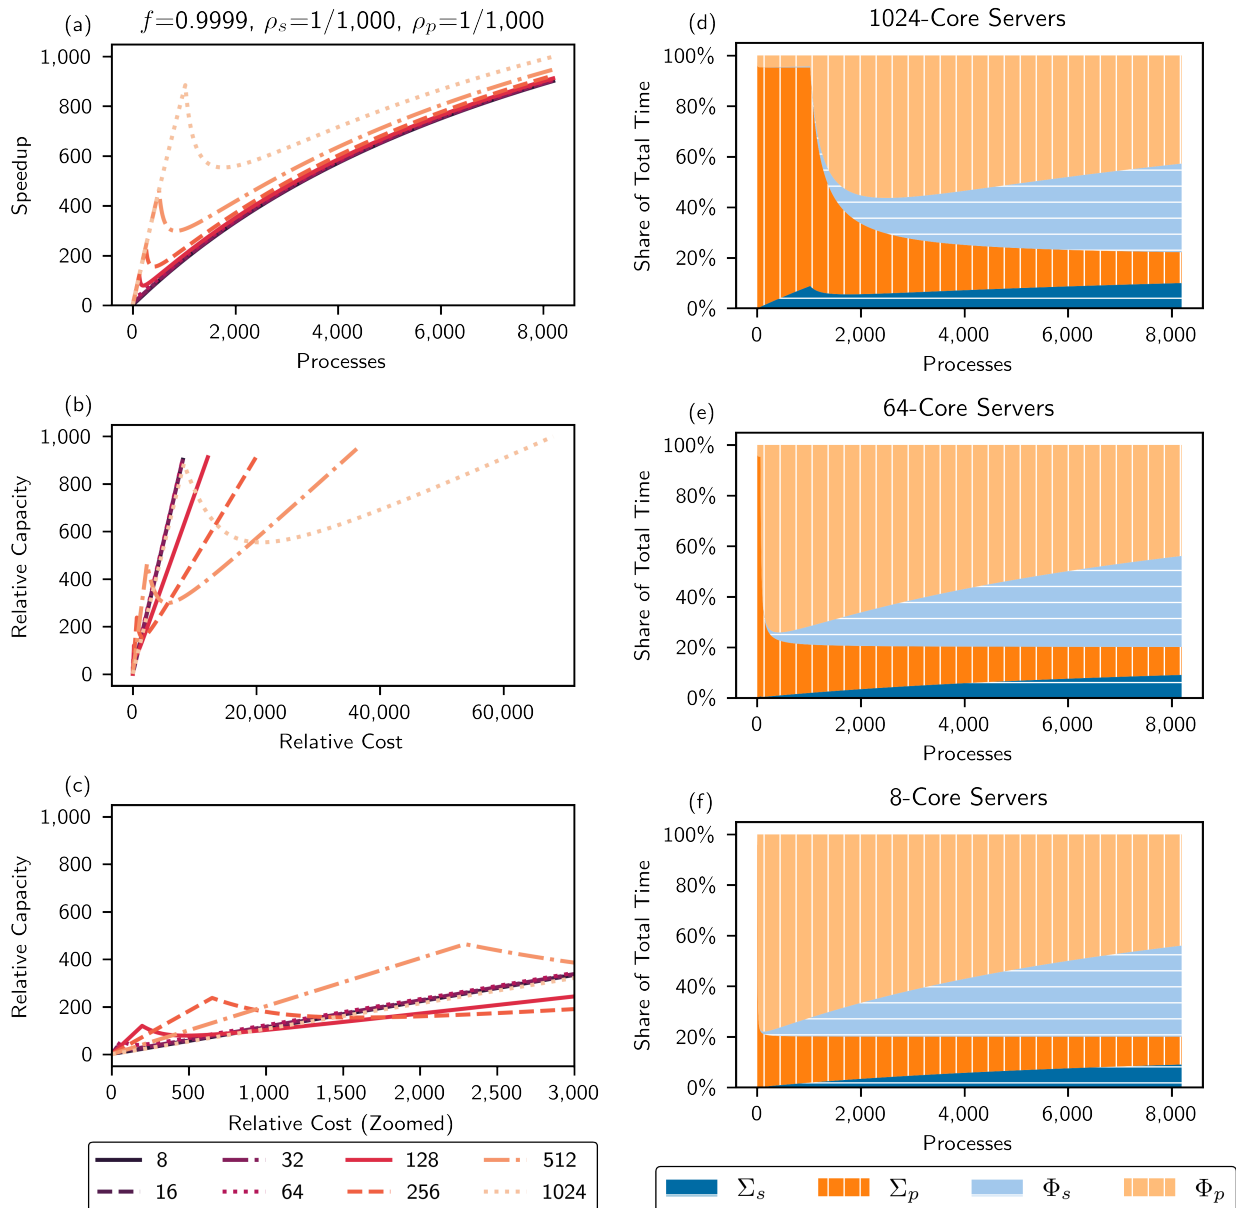 (a)
f=0.9999, ρₛ=1/1,000, ρₚ=1/1,000
1,000
800
600
400
200
0
Speedup
0 2,000 4,000 6,000 8,000
Processes
(b)
1,000
800
600
400
200
0
Relative Capacity
0 20,000 40,000 60,000
Relative Cost
(c)
1,000
800
600
400
200
0
Relative Capacity
0 500 1,000 1,500 2,000 2,500 3,000
Relative Cost (Zoomed)
8 32 128 512
16 64 256 1024
(d)
1024-Core Servers
100%
80%
60%
40%
20%
0%
Share of Total Time
0 2,000 4,000 6,000 8,000
Processes
(e)
64-Core Servers
100%
80%
60%
40%
20%
0%
Share of Total Time
0 2,000 4,000 6,000 8,000
Processes
(f)
8-Core Servers
100%
80%
60%
40%
20%
0%
Share of Total Time
0 2,000 4,000 6,000 8,000
Processes
Σₛ Σₚ Φₛ Φₚ